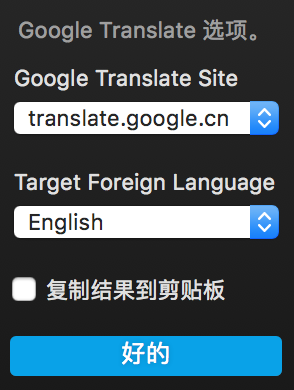 Google Translate 选项。
Google Translate Site
translate.google.cn
Target Foreign Language
English
复制结果到剪贴板
好的